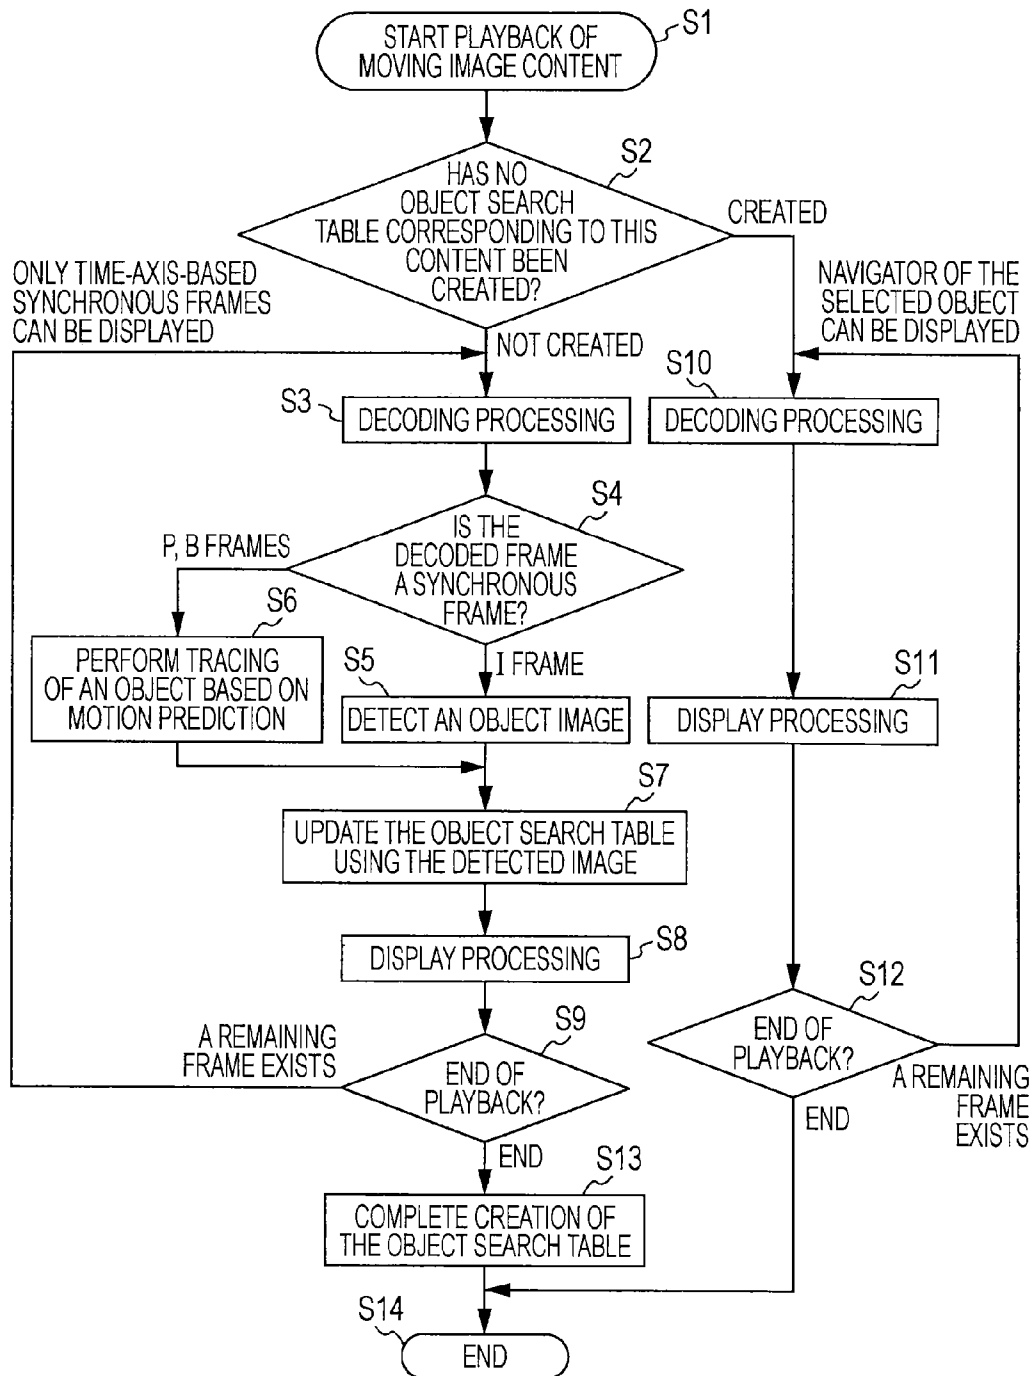 S1
START PLAYBACK OF
MOVING IMAGE CONTENT
S2
HAS NO
OBJECT SEARCH
TABLE CORRESPONDING TO THIS
CONTENT BEEN
CREATED?
CREATED
ONLY TIME-AXIS-BASED
SYNCHRONOUS FRAMES
CAN BE DISPLAYED
NAVIGATOR OF THE
SELECTED OBJECT
CAN BE DISPLAYED
NOT CREATED
S3
DECODING PROCESSING
S10
DECODING PROCESSING
S4
IS THE
DECODED FRAME
A SYNCHRONOUS
FRAME?
P, B FRAMES
I FRAME
S6
PERFORM TRACING
OF AN OBJECT BASED ON
MOTION PREDICTION
S5
DETECT AN OBJECT IMAGE
S11
DISPLAY PROCESSING
S7
UPDATE THE OBJECT SEARCH TABLE
USING THE DETECTED IMAGE
S8
DISPLAY PROCESSING
S9
END OF
PLAYBACK?
A REMAINING
FRAME EXISTS
END
S12
END OF
PLAYBACK?
A REMAINING
FRAME
EXISTS
END
S13
COMPLETE CREATION OF
THE OBJECT SEARCH TABLE
S14
END